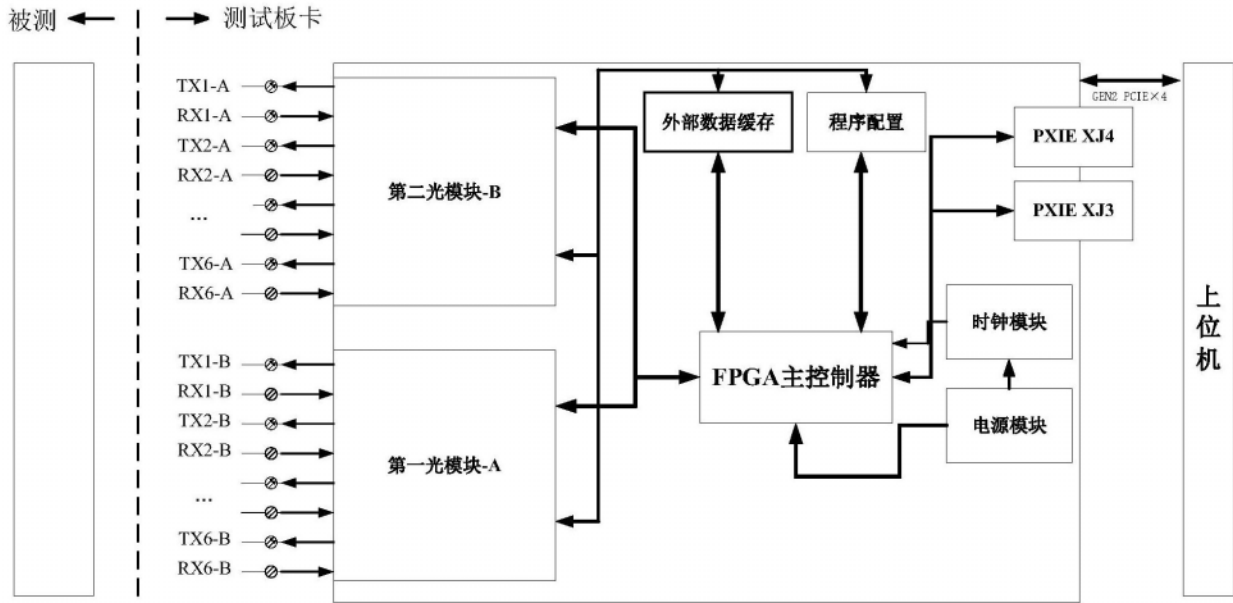 被测
测试板卡
TX1-A
RX1-A
TX2-A
RX2-A
...
TX6-A
RX6-A
TX1-B
RX1-B
TX2-B
RX2-B
...
TX6-B
RX6-B
第二光模块-B
第一光模块-A
外部数据缓存
程序配置
FPGA主控制器
GEN2 PCIE×4
PXIE XJ4
PXIE XJ3
时钟模块
电源模块
上
位
机